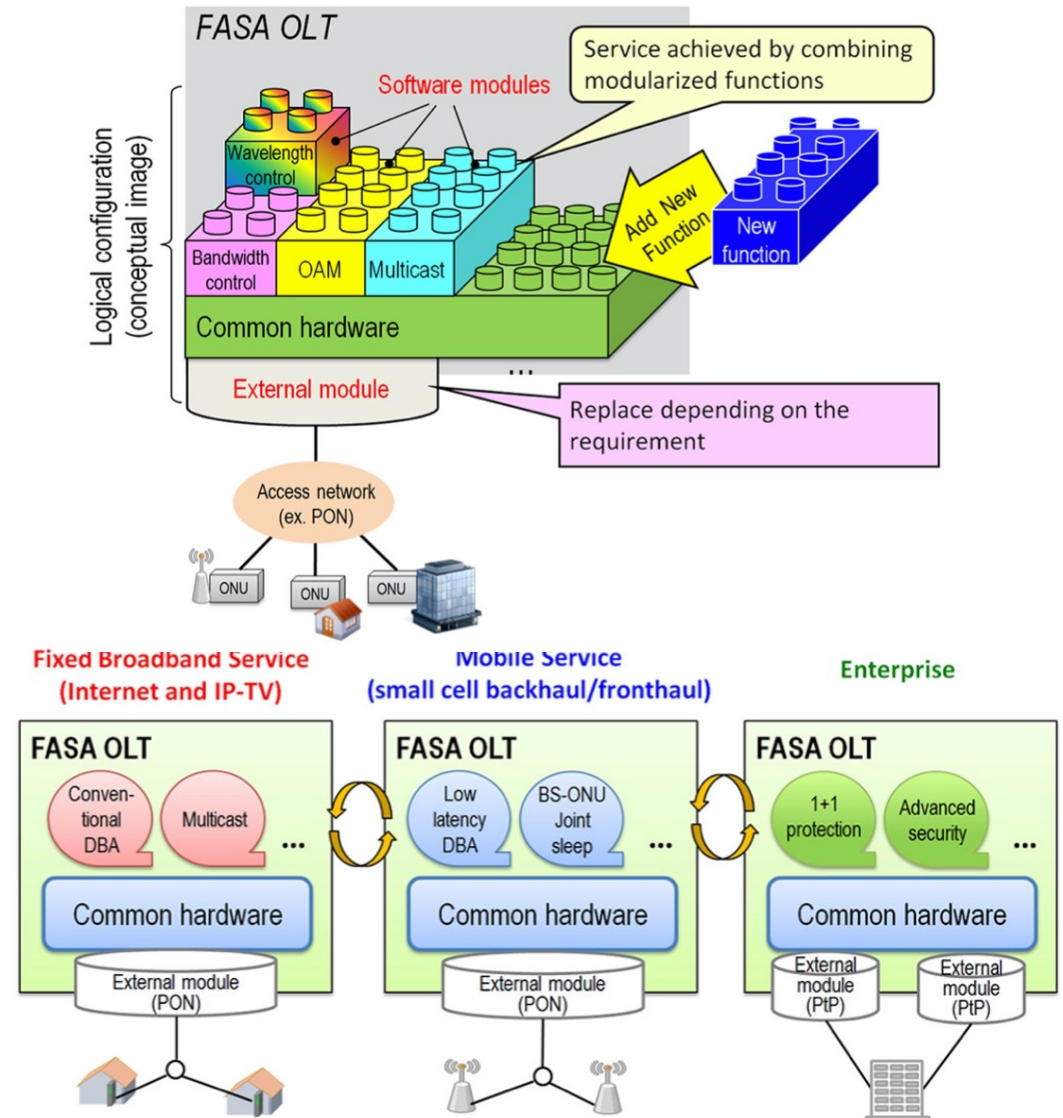 FASA OLT
Service achieved by combining
modularized functions
Software modules
Logical configuration
(conceptual image)
Wavelength
control
Add New
Function
New
function
Bandwidth
control
OAM
Multicast
Common hardware
...
External module
Replace depending on the
requirement
Access network
(ex. PON)
ONU
ONU
ONU
Fixed Broadband Service
(Internet and IP-TV)
Mobile Service
(small cell backhaul/fronthaul)
Enterprise
FASA OLT
Conven-
tional
DBA
Multicast
...
Common hardware
External module
(PON)
FASA OLT
Low
latency
DBA
BS-ONU
Joint
sleep
...
Common hardware
External module
(PON)
FASA OLT
1+1
protection
Advanced
security
...
Common hardware
External
module
(PtP)
External
module
(PtP)